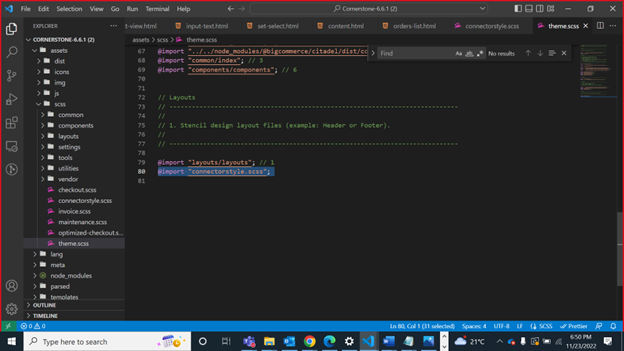 File Edit Selection View Go Run Terminal Help
Cornerstone-6.6.1 (2)
EXPLORER
t-view.html input-text.html set-select.html content.html orders-list.html connectorstyle.scss theme.scss
assets > scss > theme.scss
CORNERSTONE-6.6.1 (2)
assets
dist
icons
img
js
scss
common
components
layouts
settings
tools
utilities
vendor
checkout.scss
connectorstyle.scss
invoice.scss
maintenance.scss
optimized-checkout.s...
theme.scss
lang
meta
node_modules
parsed
templates
OUTLINE
TIMELINE
Find Aa ab No results
67 @import "../../node_modules/@bigcommerce/citadel/dist/co
68 @import "common/index"; // 3
69 @import "components/components"; // 6
70
71
72 // Layouts
73 // -----------------------------------------------------------------------------
74 //
75 // 1. Stencil design layout files (example: Header or Footer).
76 //
77 // -----------------------------------------------------------------------------
78
79 @import "layouts/layouts"; // 1
80 @import "connectorstyle.scss";
81
0 0 Ln 80, Col 1 (31 selected) Spaces: 4 UTF-8 LF SCSS Prettier
Type here to search
21°C
6:50 PM
11/23/2022